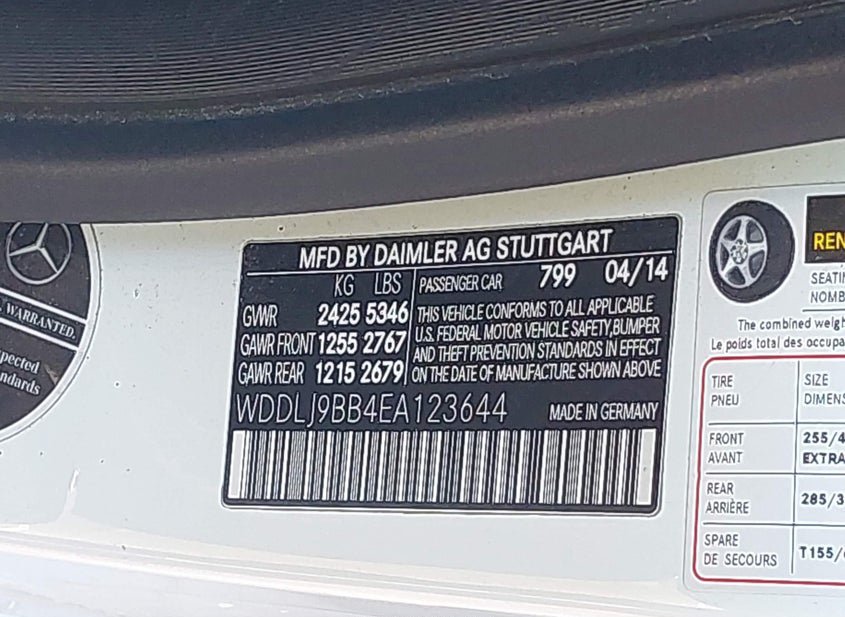 MFD BY DAIMLER AG STUTTGART
KG LBS PASSENGER CAR 799 04/14
GVWR 2425 5346
GAWR FRONT 1255 2767
GAWR REAR 1215 2679
THIS VEHICLE CONFORMS TO ALL APPLICABLE
U.S. FEDERAL MOTOR VEHICLE SAFETY, BUMPER
AND THEFT PREVENTION STANDARDS IN EFFECT
ON THE DATE OF MANUFACTURE SHOWN ABOVE
WDDLJ9BB4EA123644 MADE IN GERMANY
WARRANTED.
pected
ndards
REN
SEATIN
NOMB
The combined weigh
Le poids total des occupa
TIRE SIZE
PNEU DIMENS
FRONT 255/4
AVANT EXTRA
REAR
ARRIÈRE 285/3
SPARE
DE SECOURS T155/